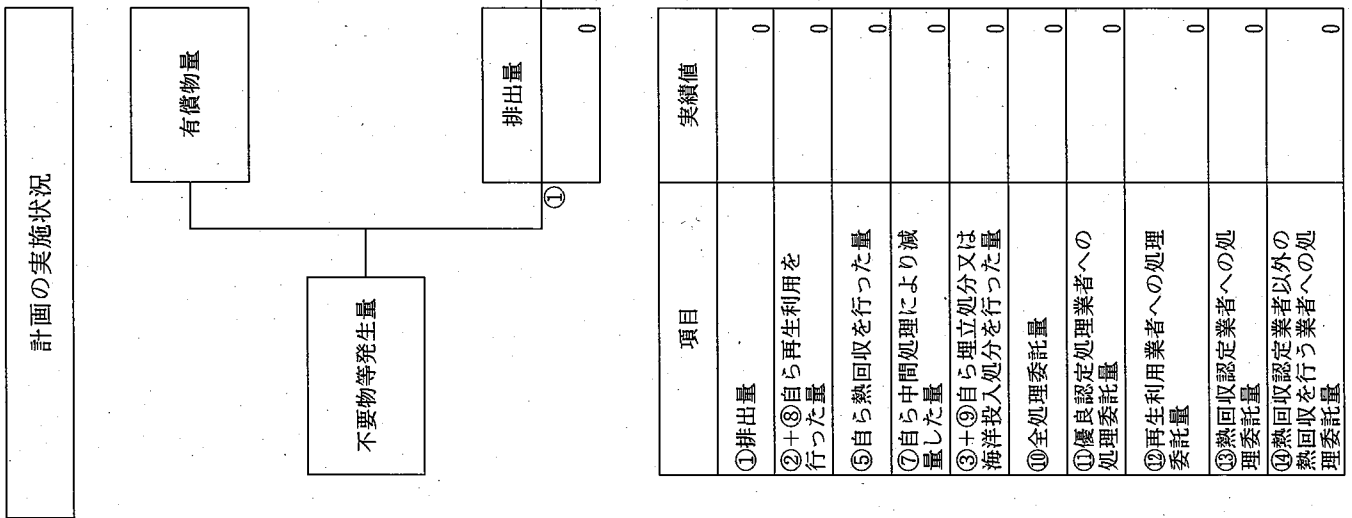 計画の実施状況
有償物量
不要物等発生量
①
排出量
0
項目
実績値
①排出量
0
②+⑧自ら再生利用を
行った量
0
⑤自ら熱回収を行った量
0
⑦自ら中間処理により減
量した量
0
③+⑨自ら埋立処分又は
海洋投入処分を行った量
0
⑩全処理委託量
0
⑪優良認定処理業者への
処理委託量
0
⑫再生利用業者への処理
委託量
0
⑬熱回収認定業者への処
理委託量
0
⑭熱回収認定業者以外の
熱回収を行う業者への処
理委託量
0